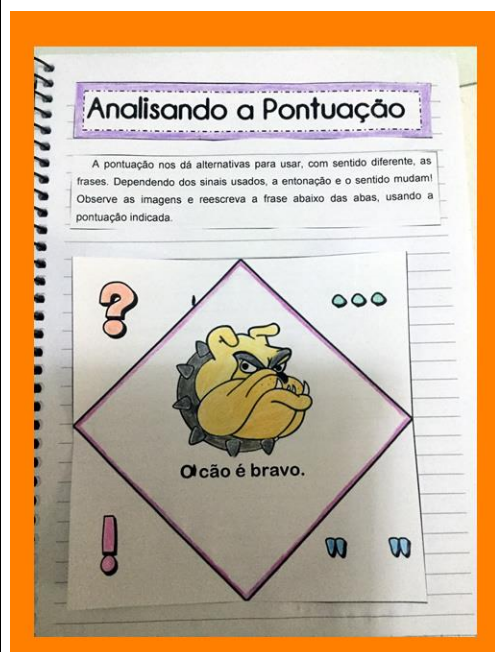 Analisando a Pontuação
A pontuação nos dá alternativas para usar, com sentido diferente, as
frases. Dependendo dos sinais usados, a entonação e o sentido mudam!
Observe as imagens e reescreva a frase abaixo das abas, usando a
pontuação indicada.
? ...
O cão é bravo.
! " "